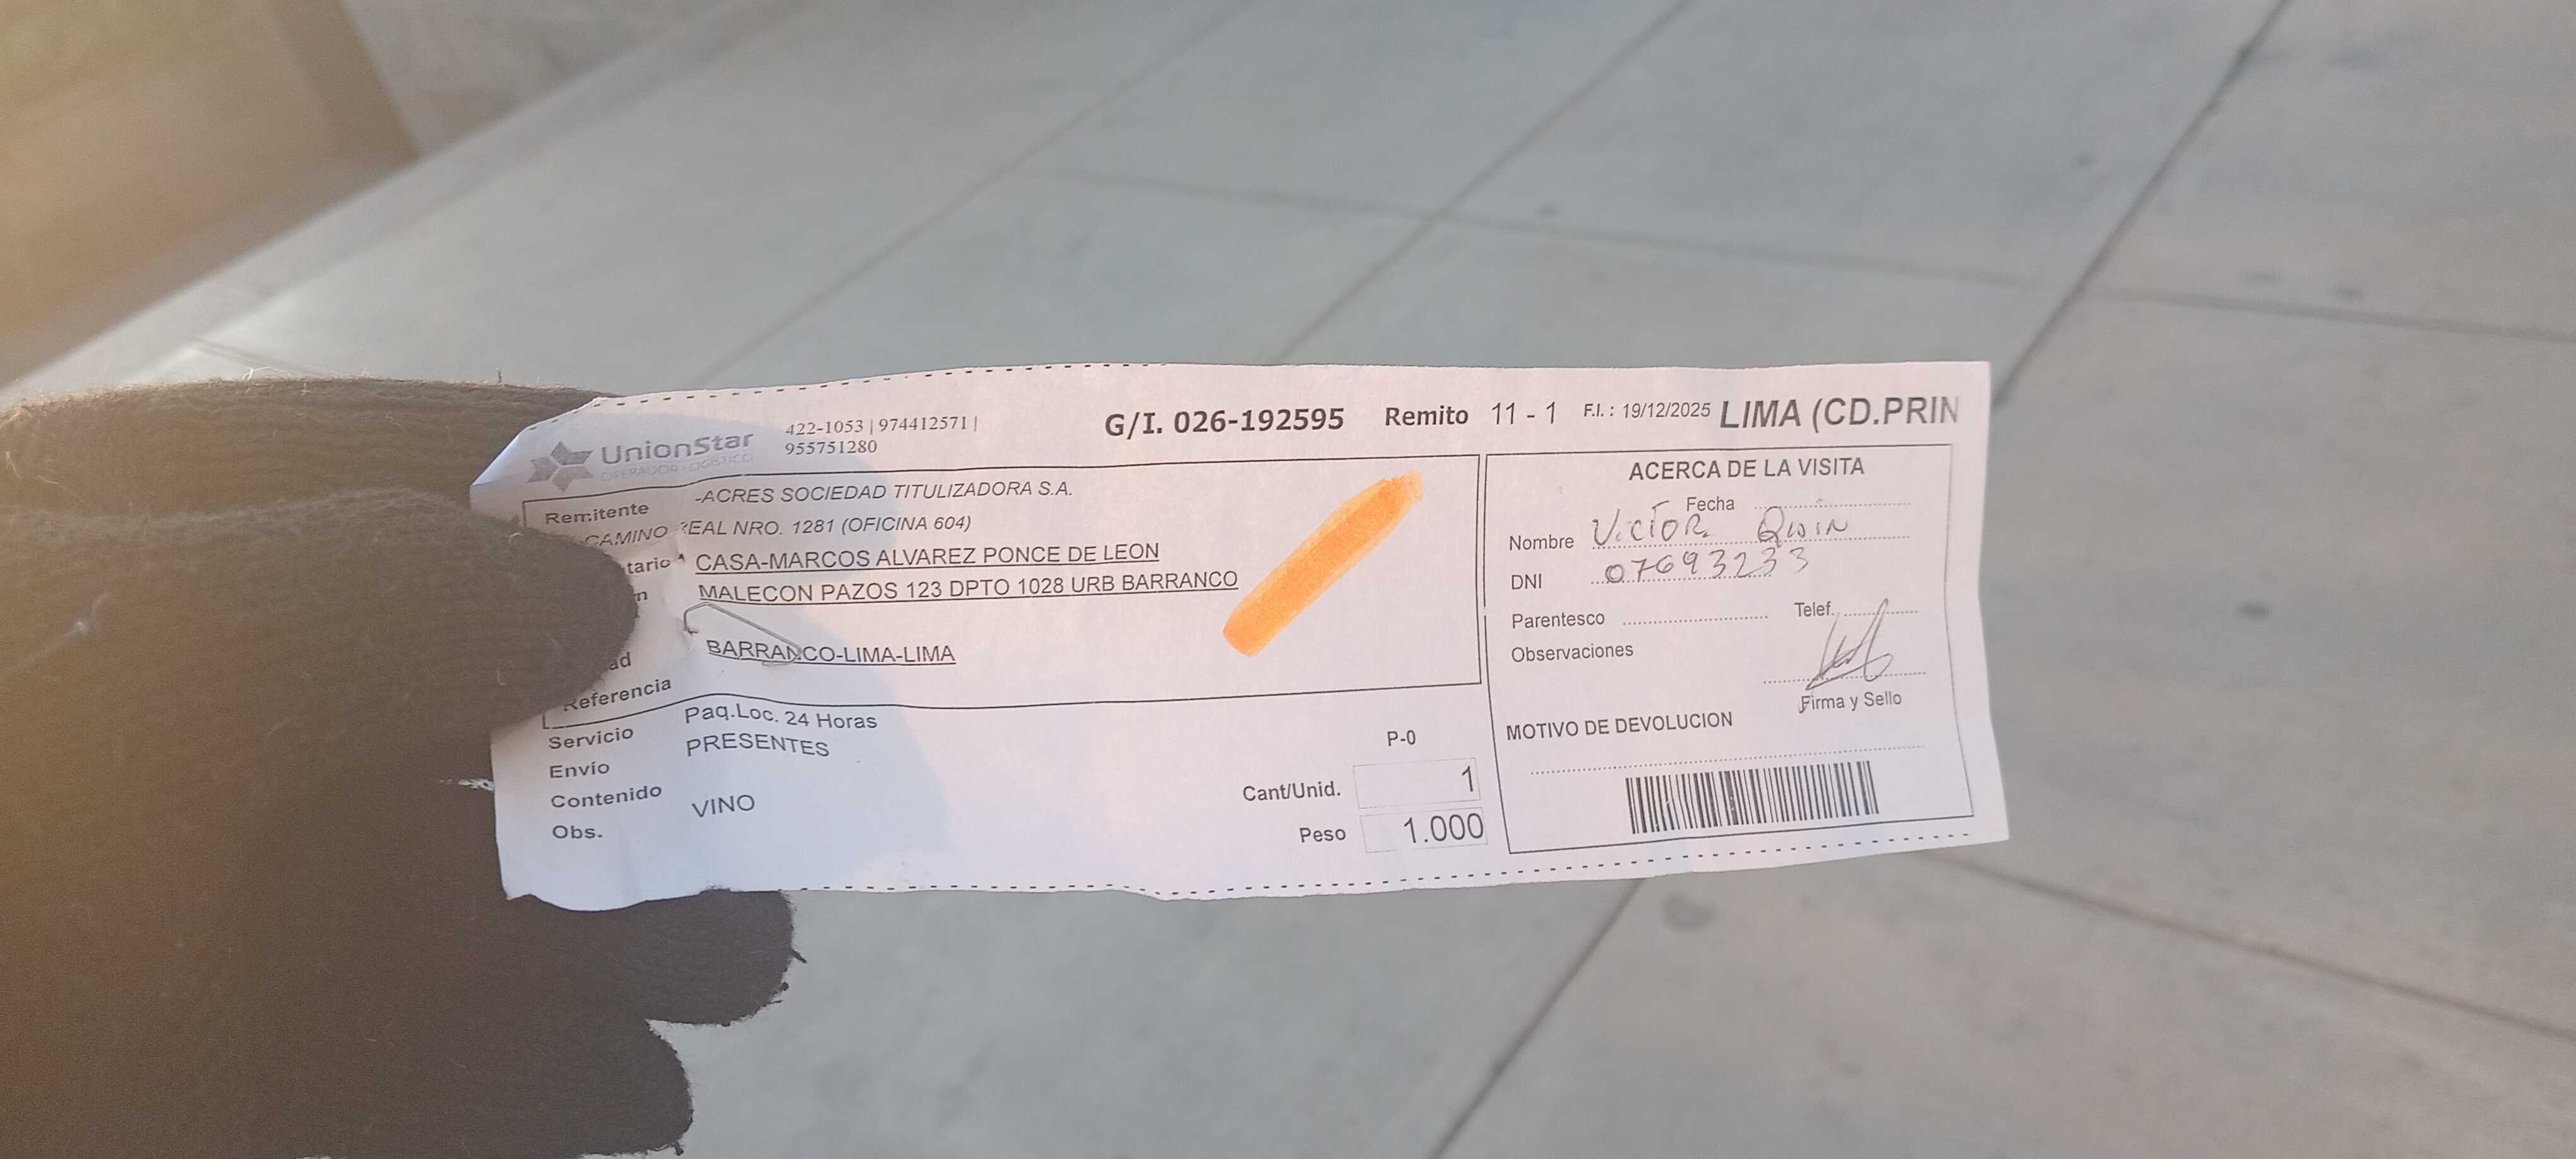 UnionStar
OPERADOR LOGISTICO
422-1053 | 974412571 |
955751280
G/I. 026-192595 Remito 11 - 1 F.I. : 19/12/2025 LIMA (CD.PRIN
Remitente -ACRES SOCIEDAD TITULIZADORA S.A.
CAMINO REAL NRO. 1281 (OFICINA 604)
tario CASA-MARCOS ALVAREZ PONCE DE LEON
n MALECON PAZOS 123 DPTO 1028 URB BARRANCO
ad BARRANCO-LIMA-LIMA
Referencia
Servicio Paq.Loc. 24 Horas
Envío PRESENTES
Contenido
Obs. VINO
P-0
Cant/Unid. 1
Peso 1.000
ACERCA DE LA VISITA
Fecha
Nombre VICTOR
DNI 07693233
Parentesco Telef.
Observaciones
Firma y Sello
MOTIVO DE DEVOLUCION